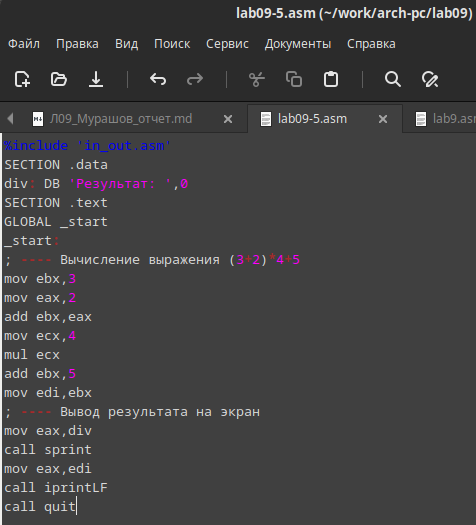 lab09-5.asm (~/work/arch-pc/lab09)
Файл Правка Вид Поиск Сервис Документы Справка
Л09_Мурашов_отчет.md lab09-5.asm lab9.asm
%include 'in_out.asm'
SECTION .data
div: DB 'Результат: ',0
SECTION .text
GLOBAL _start
_start:
; ---- Вычисление выражения (3+2)*4+5
mov ebx,3
mov eax,2
add ebx,eax
mov ecx,4
mul ecx
add ebx,5
mov edi,ebx
; ---- Вывод результата на экран
mov eax,div
call sprint
mov eax,edi
call iprintLF
call quit